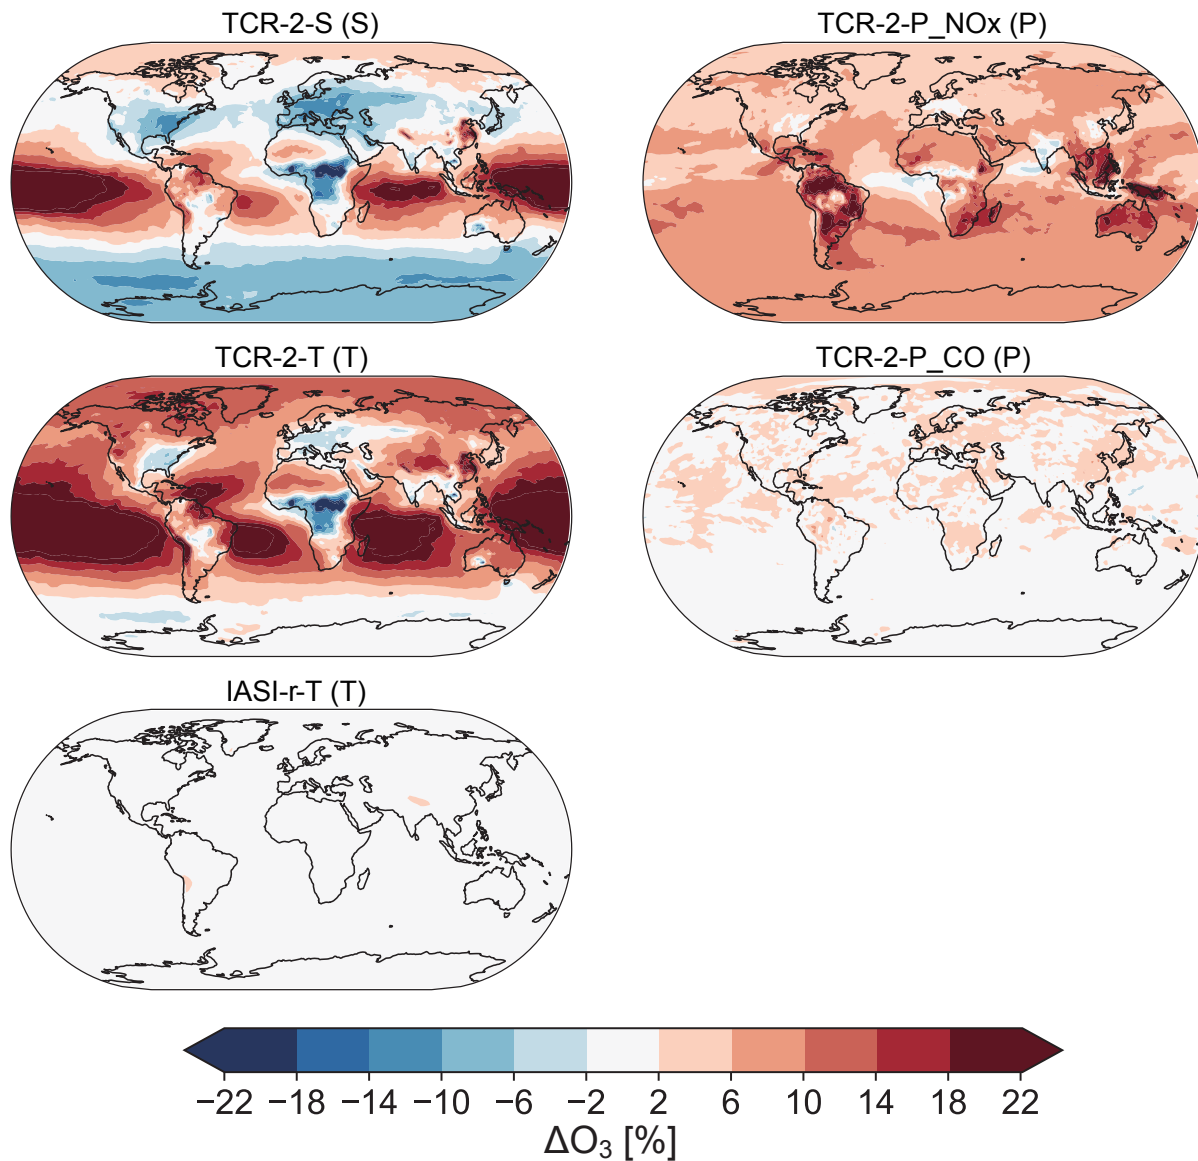 TCR-2-S (S)
TCR-2-P_NOx (P)
TCR-2-T (T)
TCR-2-P_CO (P)
IASI-r-T (T)
−22 −18 −14 −10 −6 −2 2 6 10 14 18 22
ΔO₃ [%]